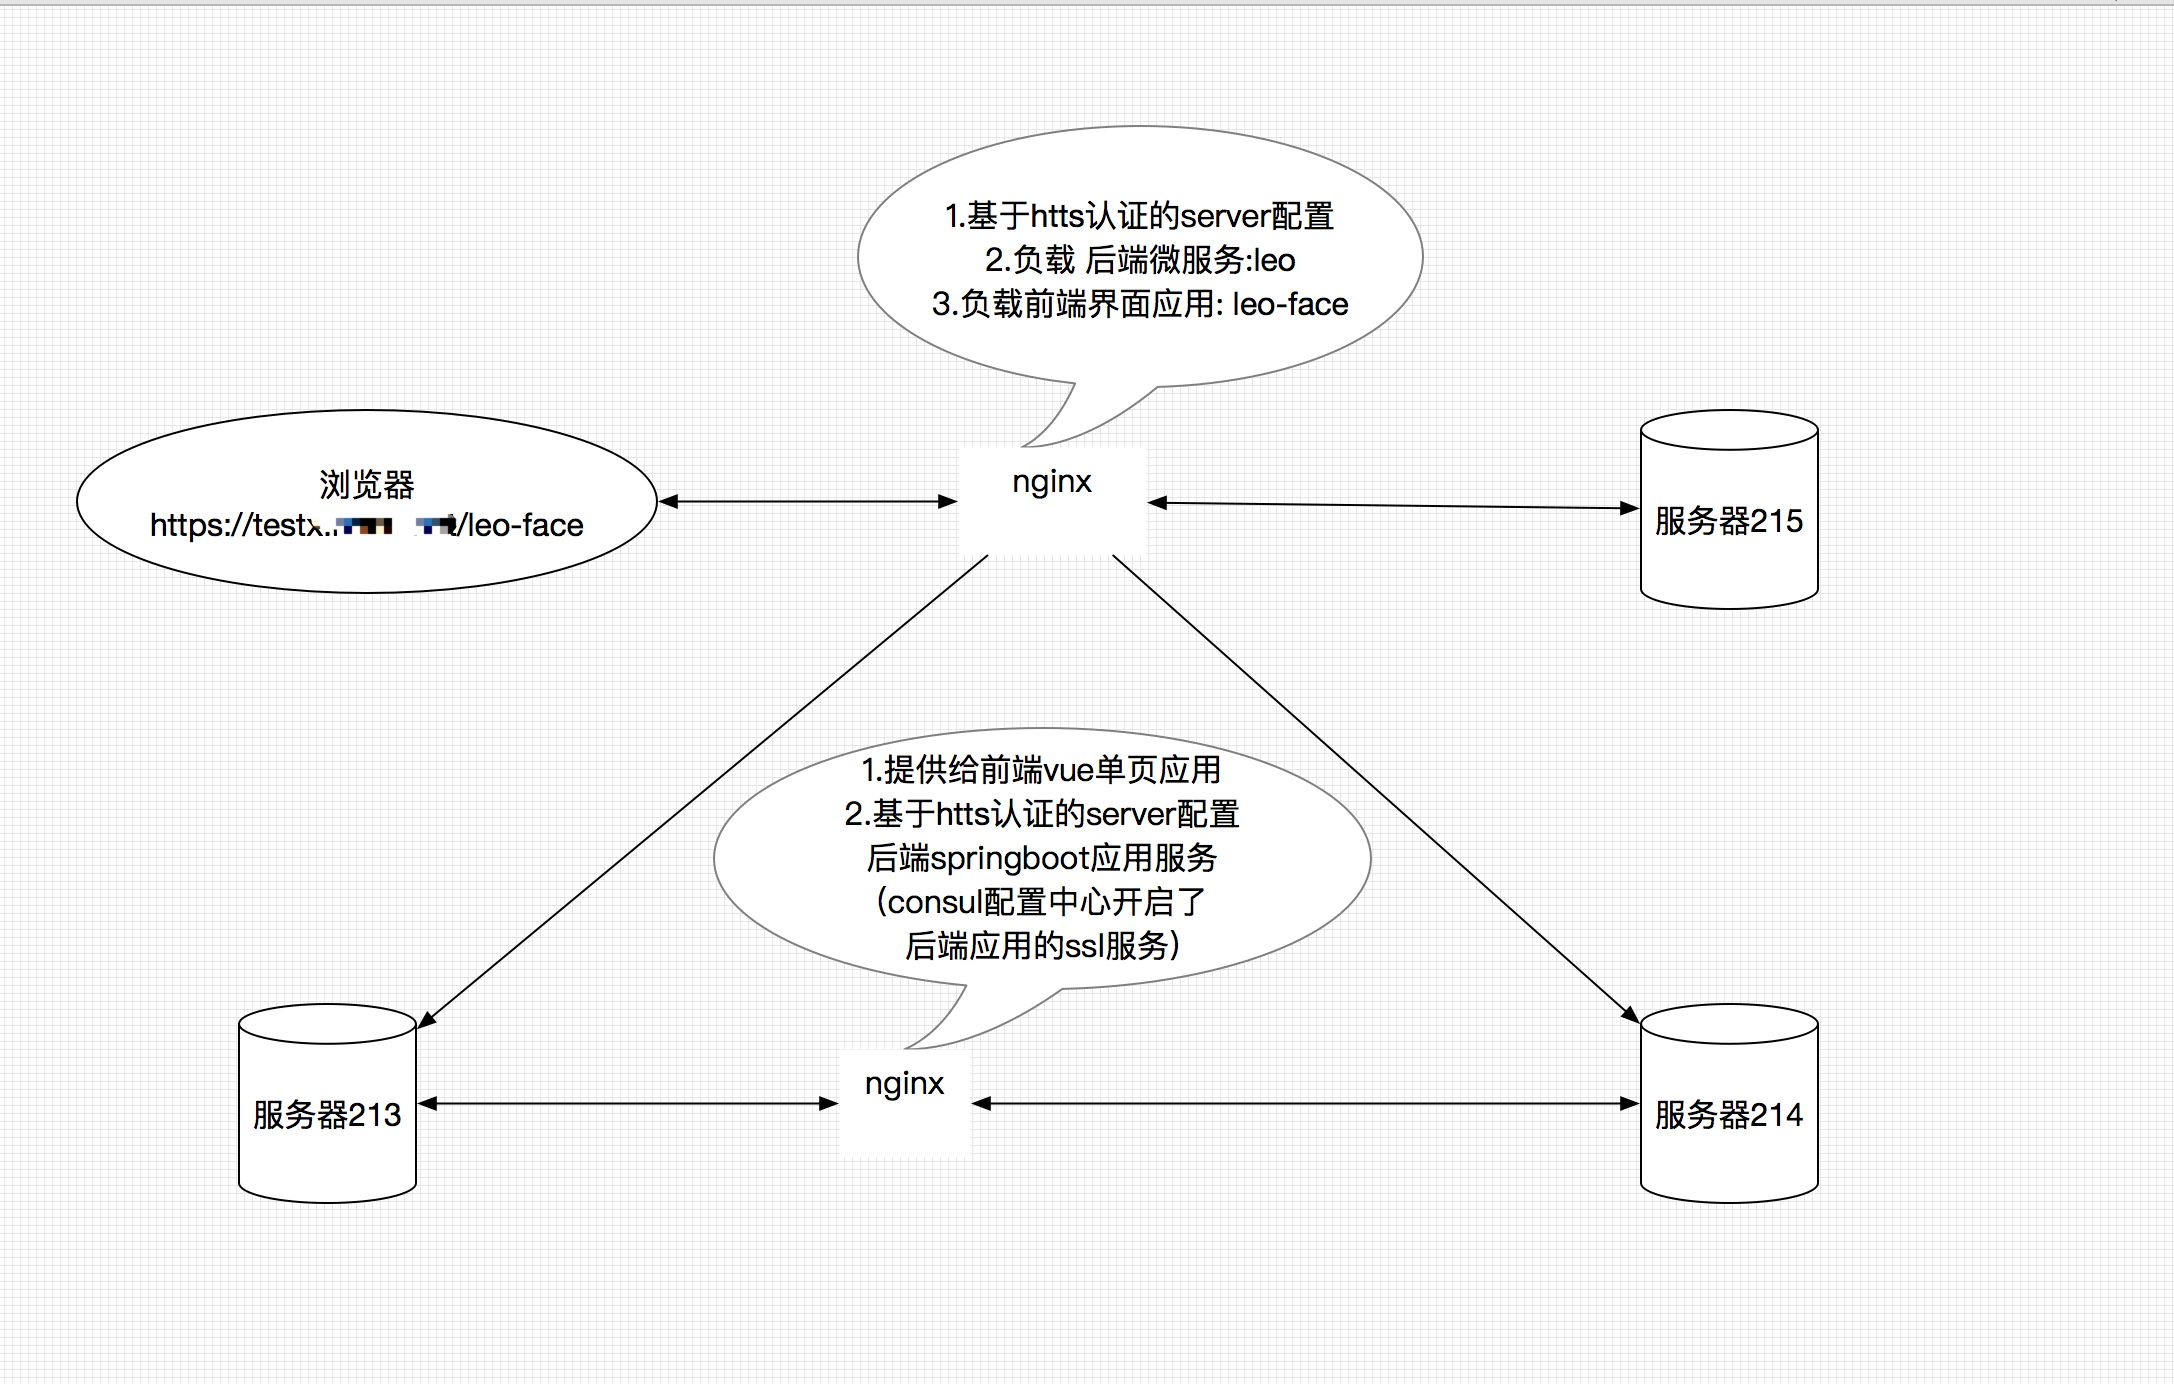 1.基于htts认证的server配置
2.负载 后端微服务:leo
3.负载前端界面应用: leo-face
浏览器
https://testx. /leo-face
nginx
服务器215
1.提供给前端vue单页应用
2.基于htts认证的server配置
后端springboot应用服务
(consul配置中心开启了
后端应用的ssl服务)
服务器213
nginx
服务器214